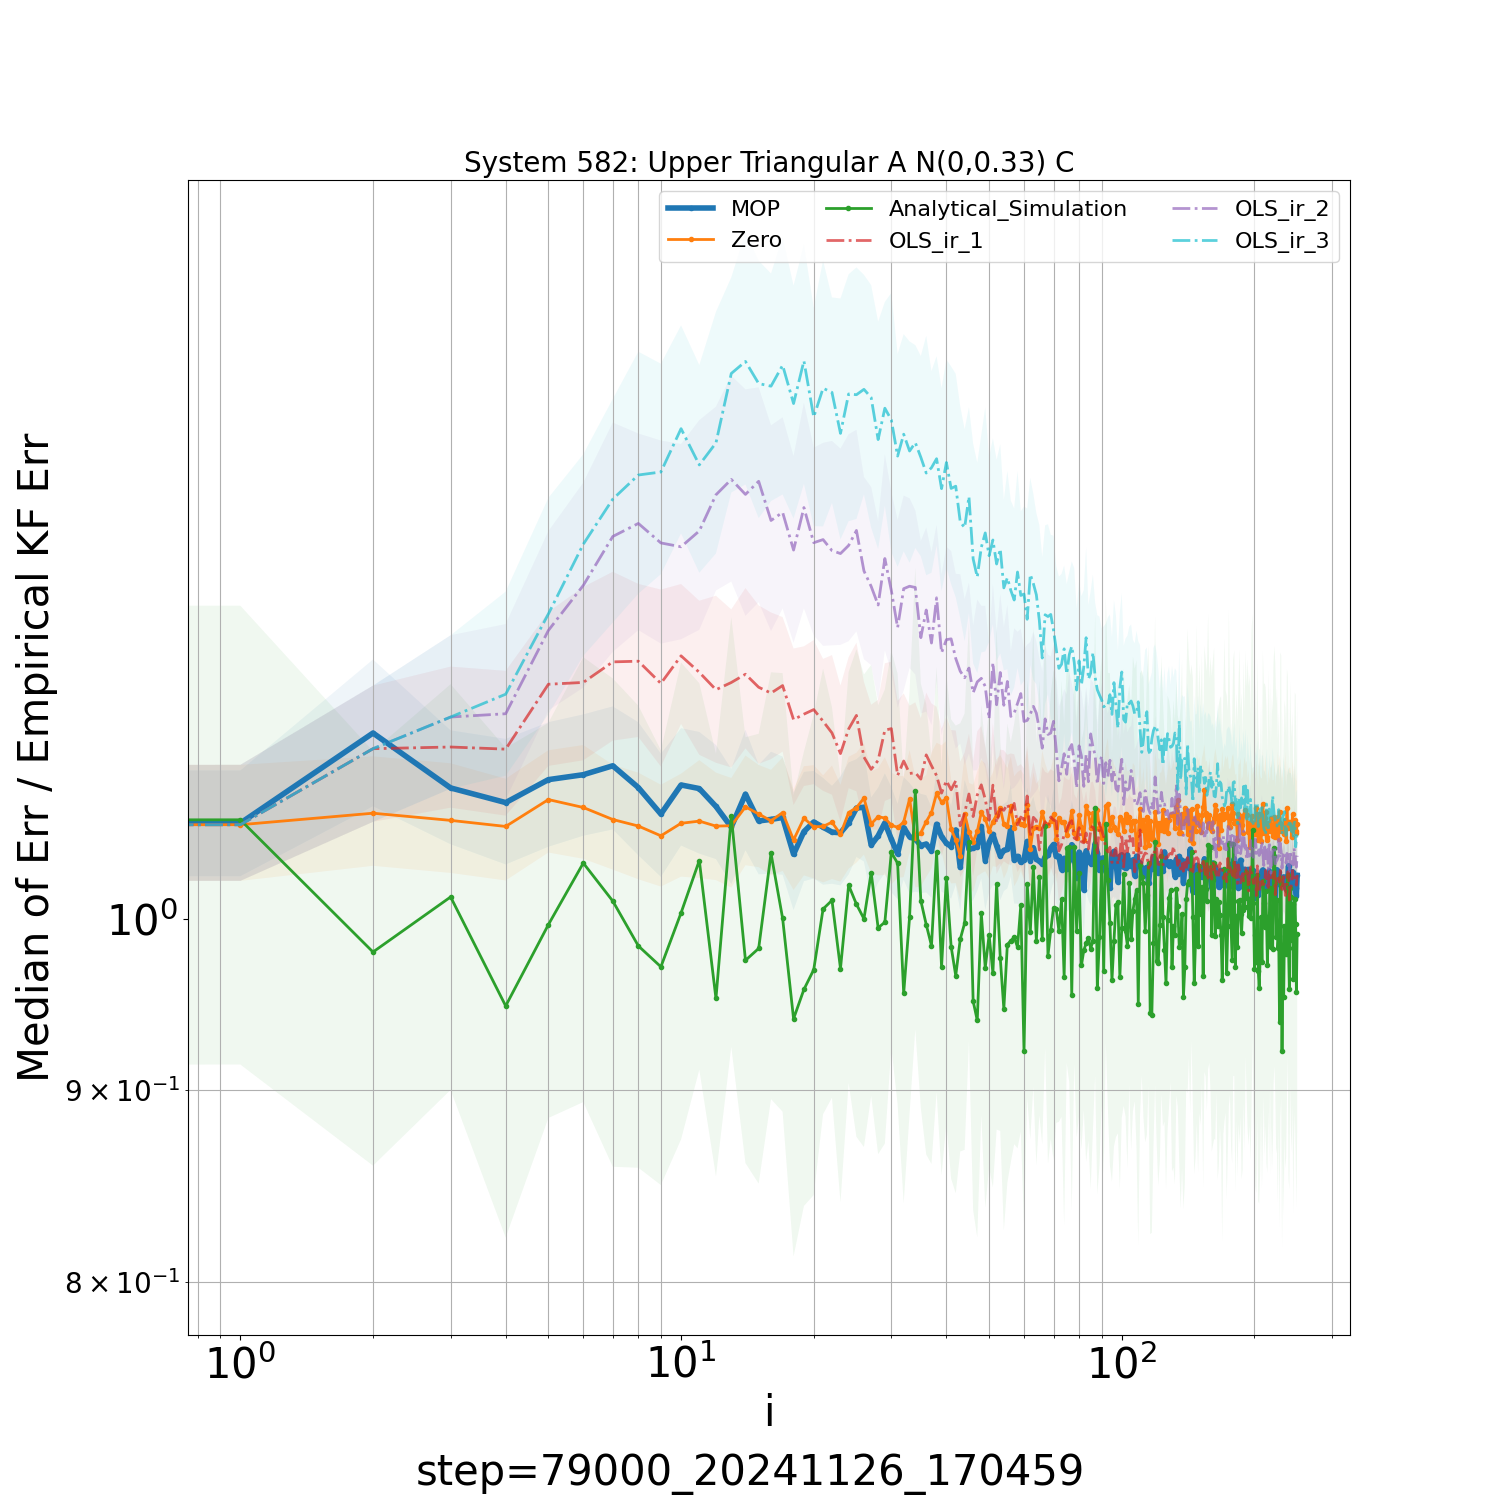 System 582: Upper Triangular A N(0,0.33) C
MOP
Zero
Analytical_Simulation
OLS_ir_1
OLS_ir_2
OLS_ir_3
Median of Err / Empirical KF Err
10⁰
9 × 10⁻¹
8 × 10⁻¹
10⁰ 10¹ 10²
i
step=79000_20241126_170459